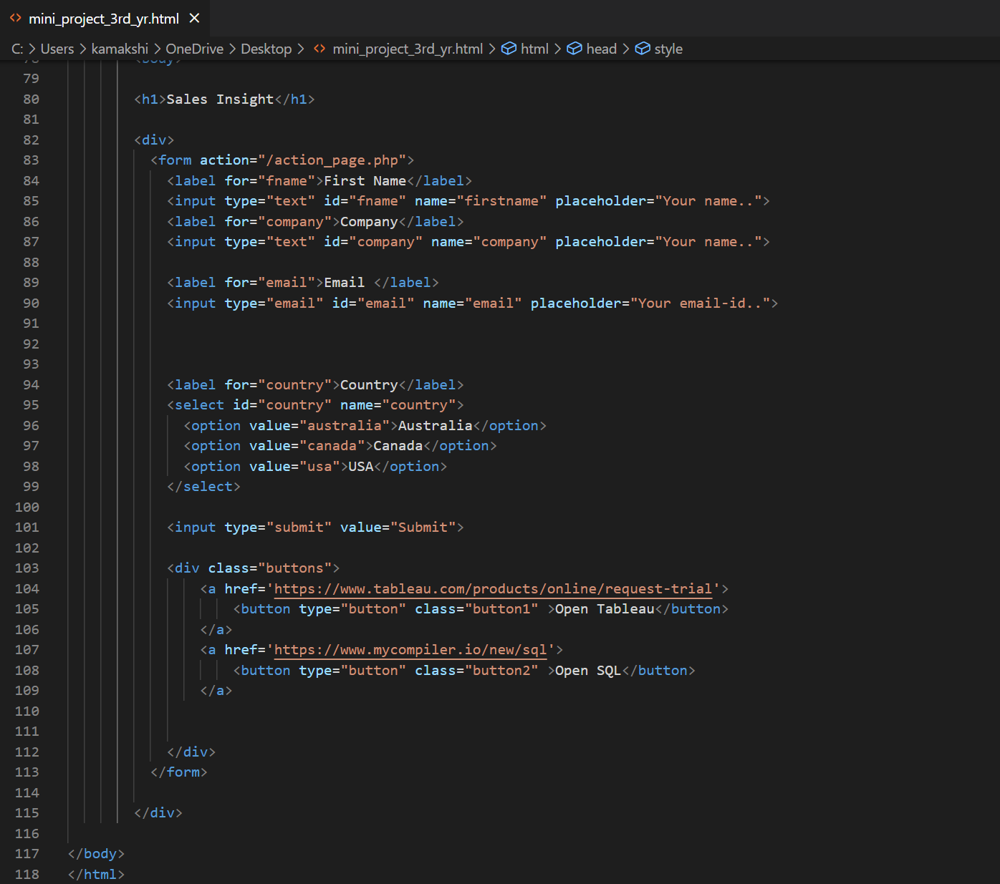 mini_project_3rd_yr.html
C: > Users > kamakshi > OneDrive > Desktop > mini_project_3rd_yr.html > html > head > style
78 <body>
79
80 <h1>Sales Insight</h1>
81
82 <div>
83 <form action="/action_page.php">
84 <label for="fname">First Name</label>
85 <input type="text" id="fname" name="firstname" placeholder="Your name..">
86 <label for="company">Company</label>
87 <input type="text" id="company" name="company" placeholder="Your name..">
88
89 <label for="email">Email </label>
90 <input type="email" id="email" name="email" placeholder="Your email-id..">
91
92
93
94 <label for="country">Country</label>
95 <select id="country" name="country">
96 <option value="australia">Australia</option>
97 <option value="canada">Canada</option>
98 <option value="usa">USA</option>
99 </select>
100
101 <input type="submit" value="Submit">
102
103 <div class="buttons">
104 <a href='https://www.tableau.com/products/online/request-trial'>
105 <button type="button" class="button1" >Open Tableau</button>
106 </a>
107 <a href='https://www.mycompiler.io/new/sql'>
108 <button type="button" class="button2" >Open SQL</button>
109 </a>
110
111
112 </div>
113 </form>
114
115 </div>
116
117 </body>
118 </html>